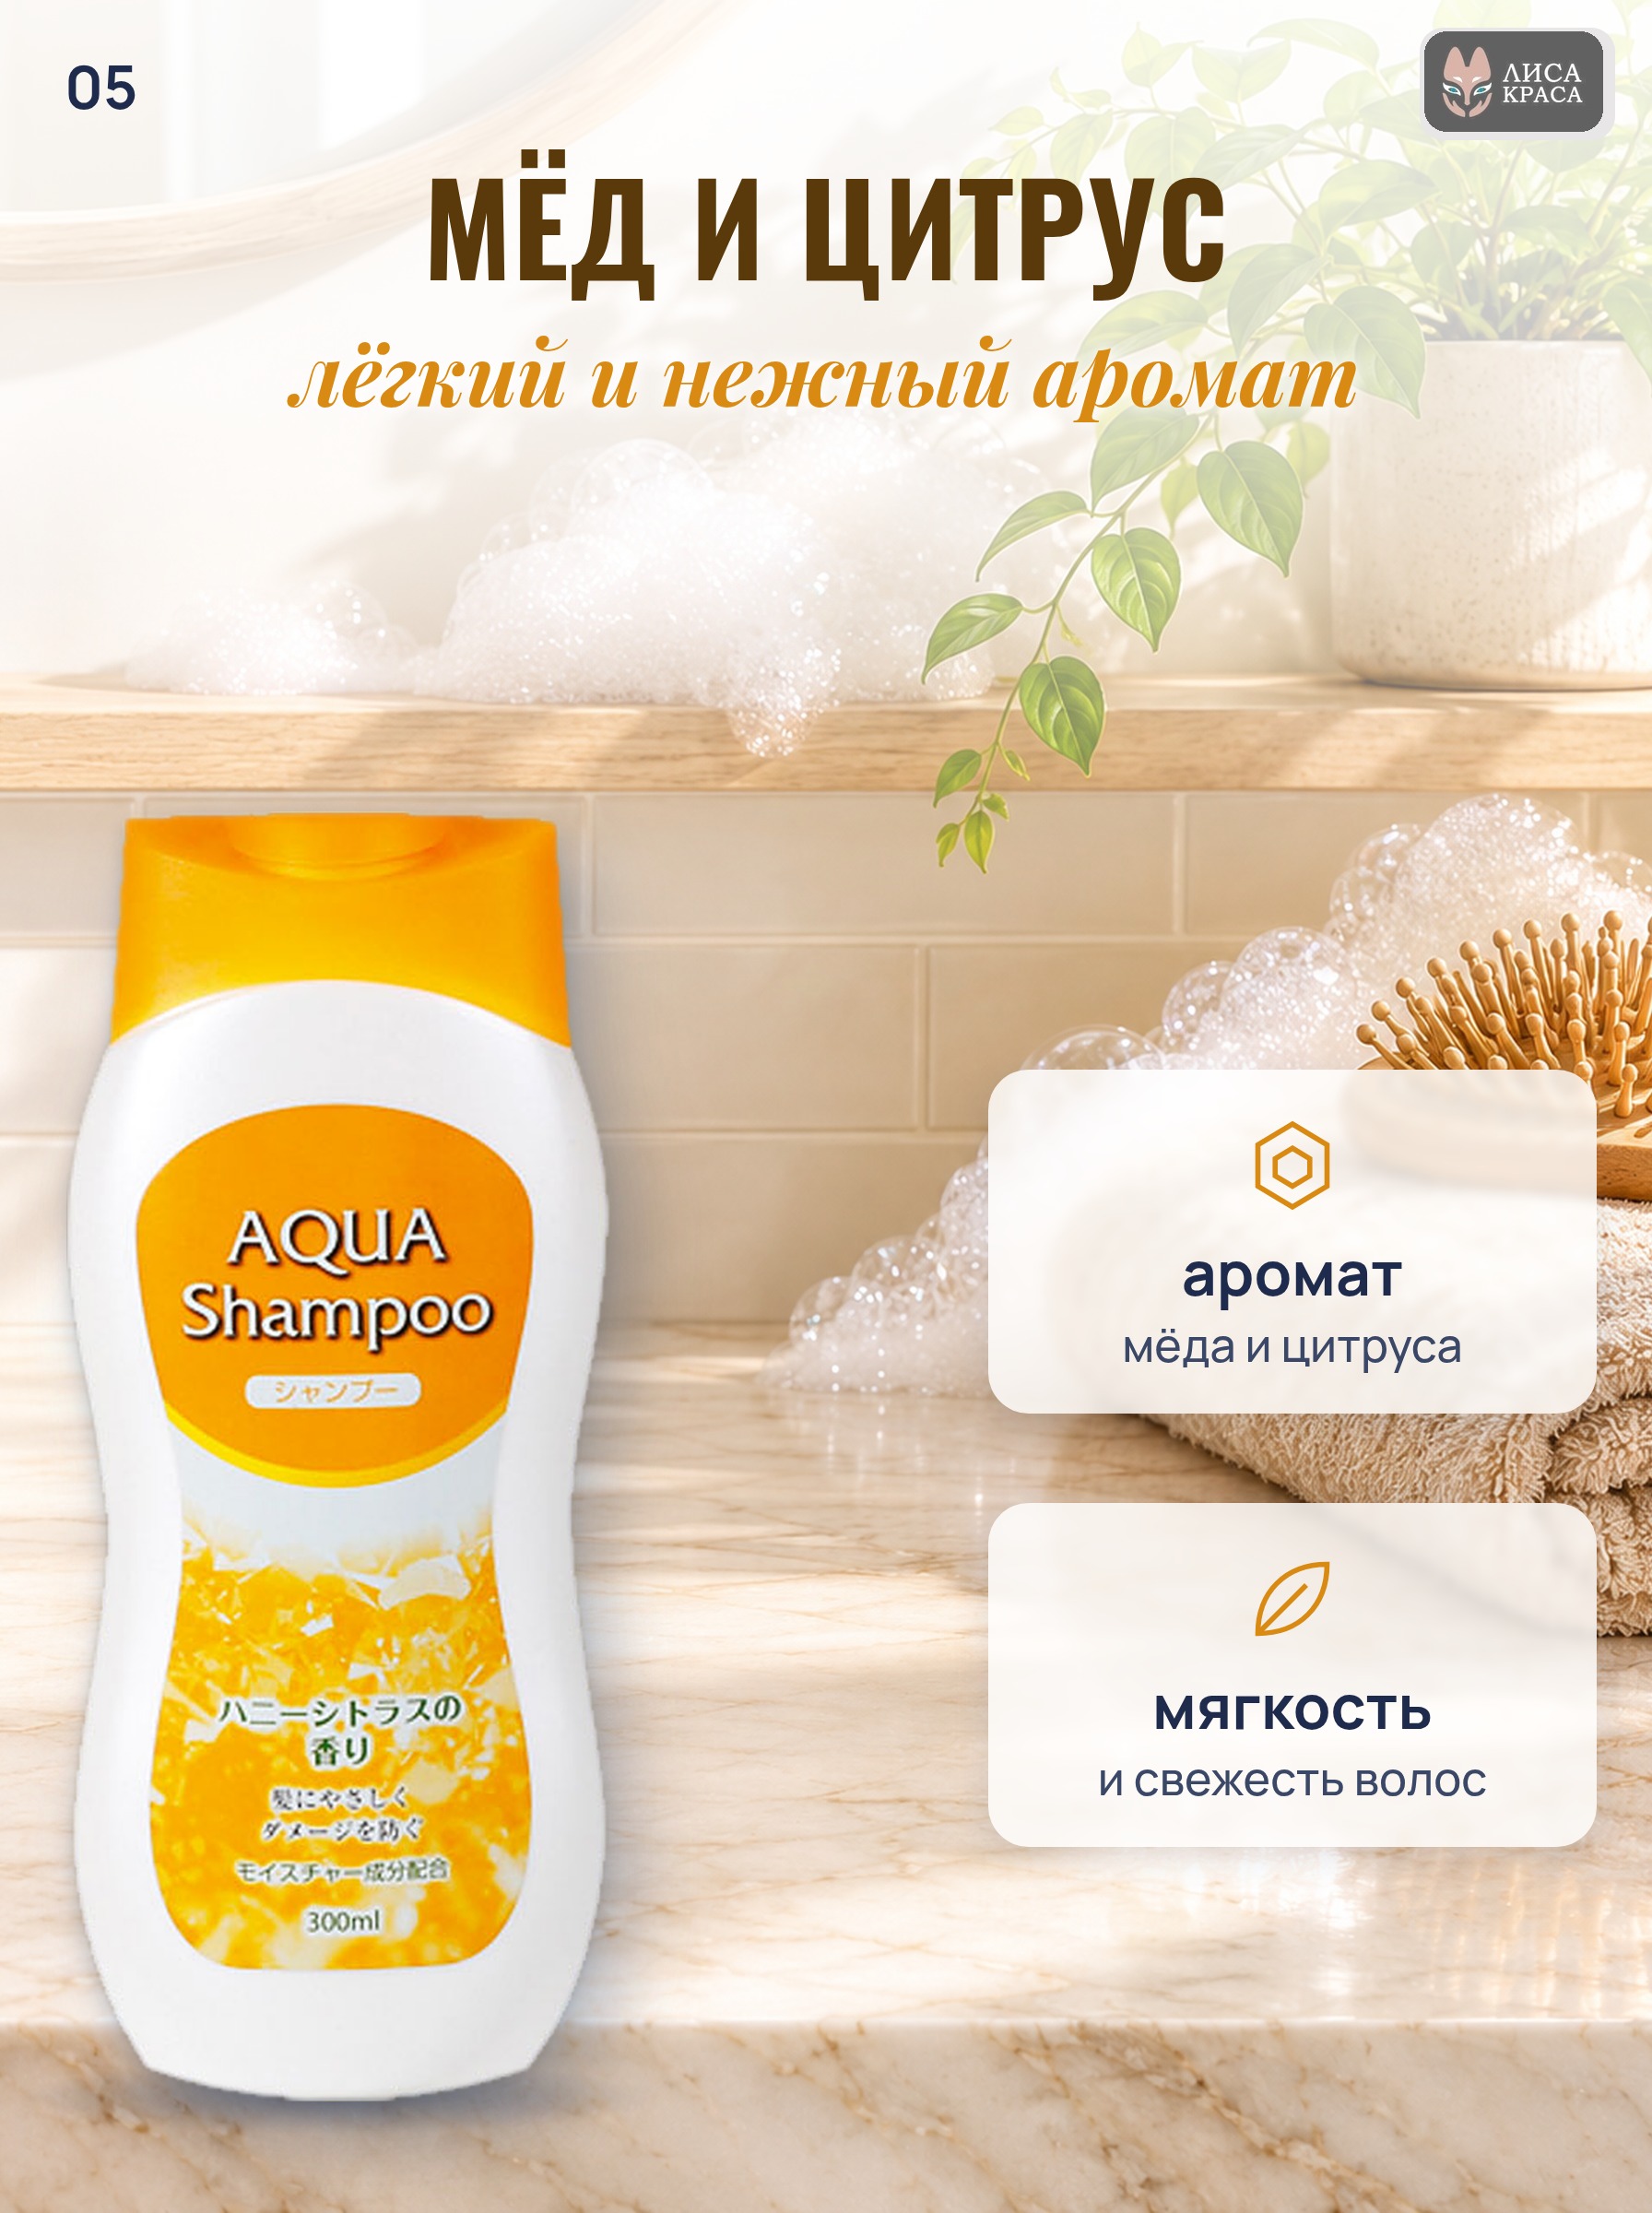 05
ЛИСА
КРАСА
МЁД И ЦИТРУС
лёгкий и нежный аромат
AQUA
Shampoo
シャンプー
ハニーシトラスの
香り
髪にやさしく
ダメージを防ぐ
モイスチャー成分配合
300ml
аромат
мёда и цитруса
мягкость
и свежесть волос